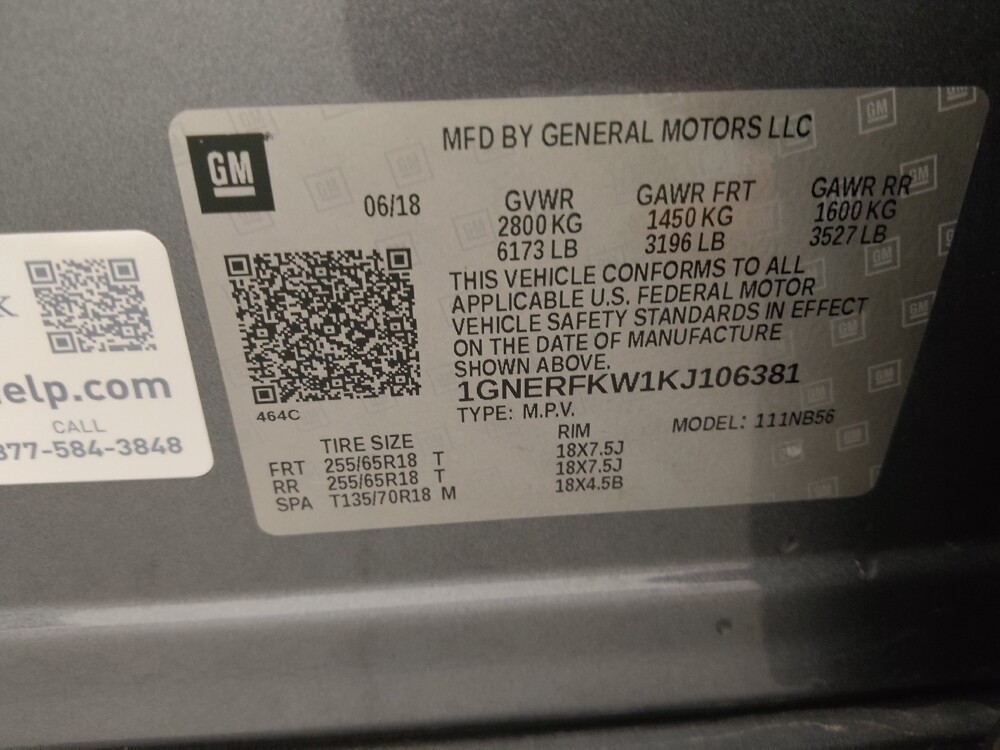 GM
MFD BY GENERAL MOTORS LLC
06/18
GVWR GAWR FRT GAWR RR
2800 KG 1450 KG 1600 KG
6173 LB 3196 LB 3527 LB
THIS VEHICLE CONFORMS TO ALL
APPLICABLE U.S. FEDERAL MOTOR
VEHICLE SAFETY STANDARDS IN EFFECT
ON THE DATE OF MANUFACTURE
SHOWN ABOVE.
1GNERFKW1KJ106381
TYPE: M.P.V.
MODEL: 111NB56
464C
TIRE SIZE RIM
FRT 255/65R18 T 18X7.5J
RR 255/65R18 T 18X7.5J
SPA T135/70R18 M 18X4.5B
K
elp.com
CALL
877-584-3848